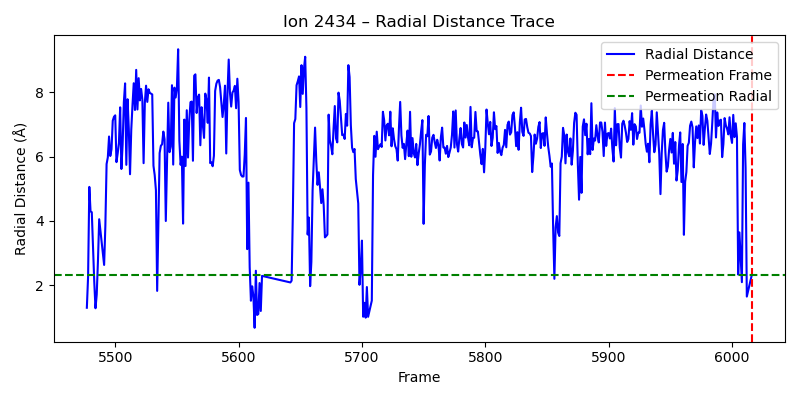 Ion 2434 – Radial Distance Trace
Radial Distance (Å)
8
6
4
2
Radial Distance
Permeation Frame
Permeation Radial
5500
5600
5700
5800
5900
6000
Frame